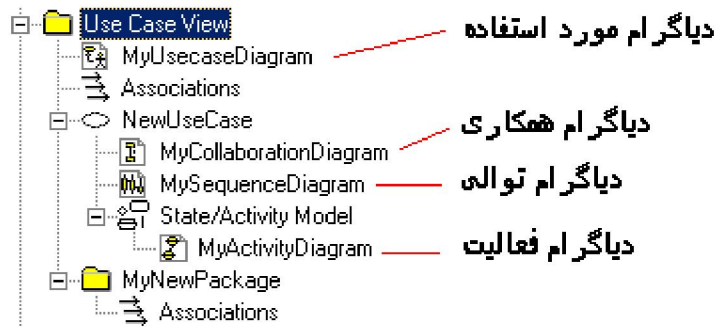 Use Case View
MyUsecaseDiagram دیاگرام مورد استفاده
Associations
NewUseCase
MyCollaborationDiagram دیاگرام همکاری
MySequenceDiagram دیاگرام توالی
State/Activity Model
MyActivityDiagram دیاگرام فعالیت
MyNewPackage
Associations